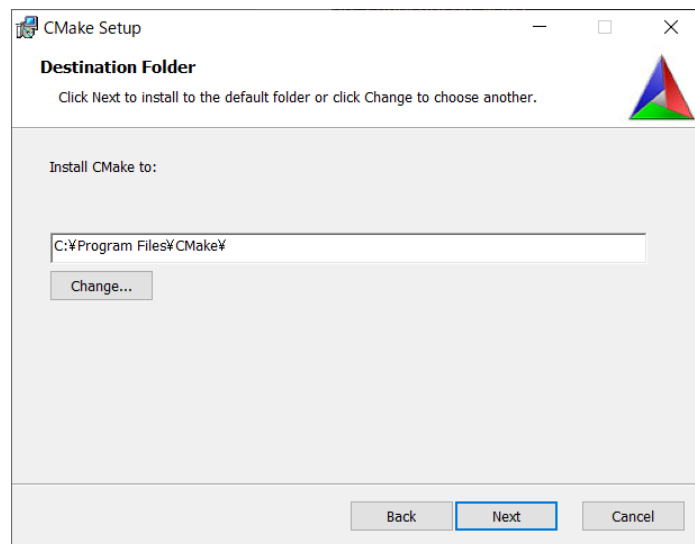 CMake Setup
Destination Folder
Click Next to install to the default folder or click Change to choose another.
Install CMake to:
C:¥Program Files¥CMake¥
Change...
Back
Next
Cancel